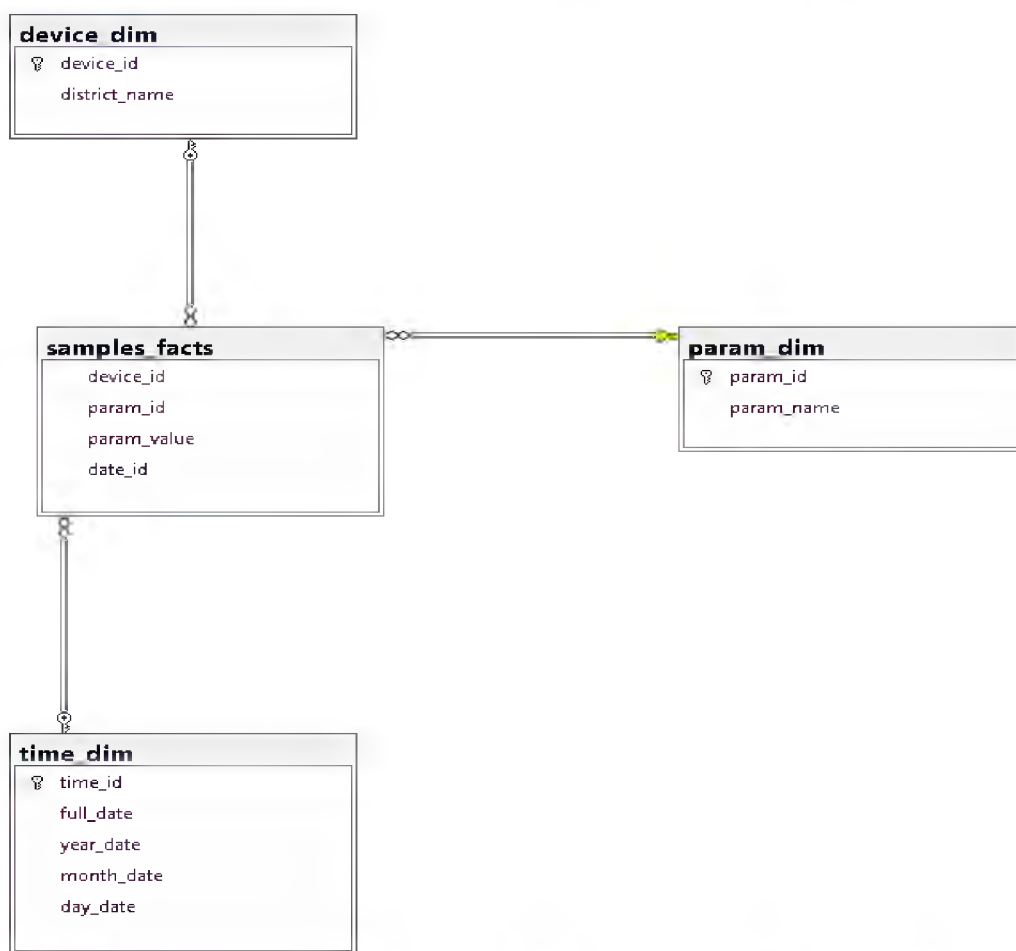 device_dim
device_id
district_name
samples_facts
device_id
param_id
param_value
date_id
param_dim
param_id
param_name
time_dim
time_id
full_date
year_date
month_date
day_date